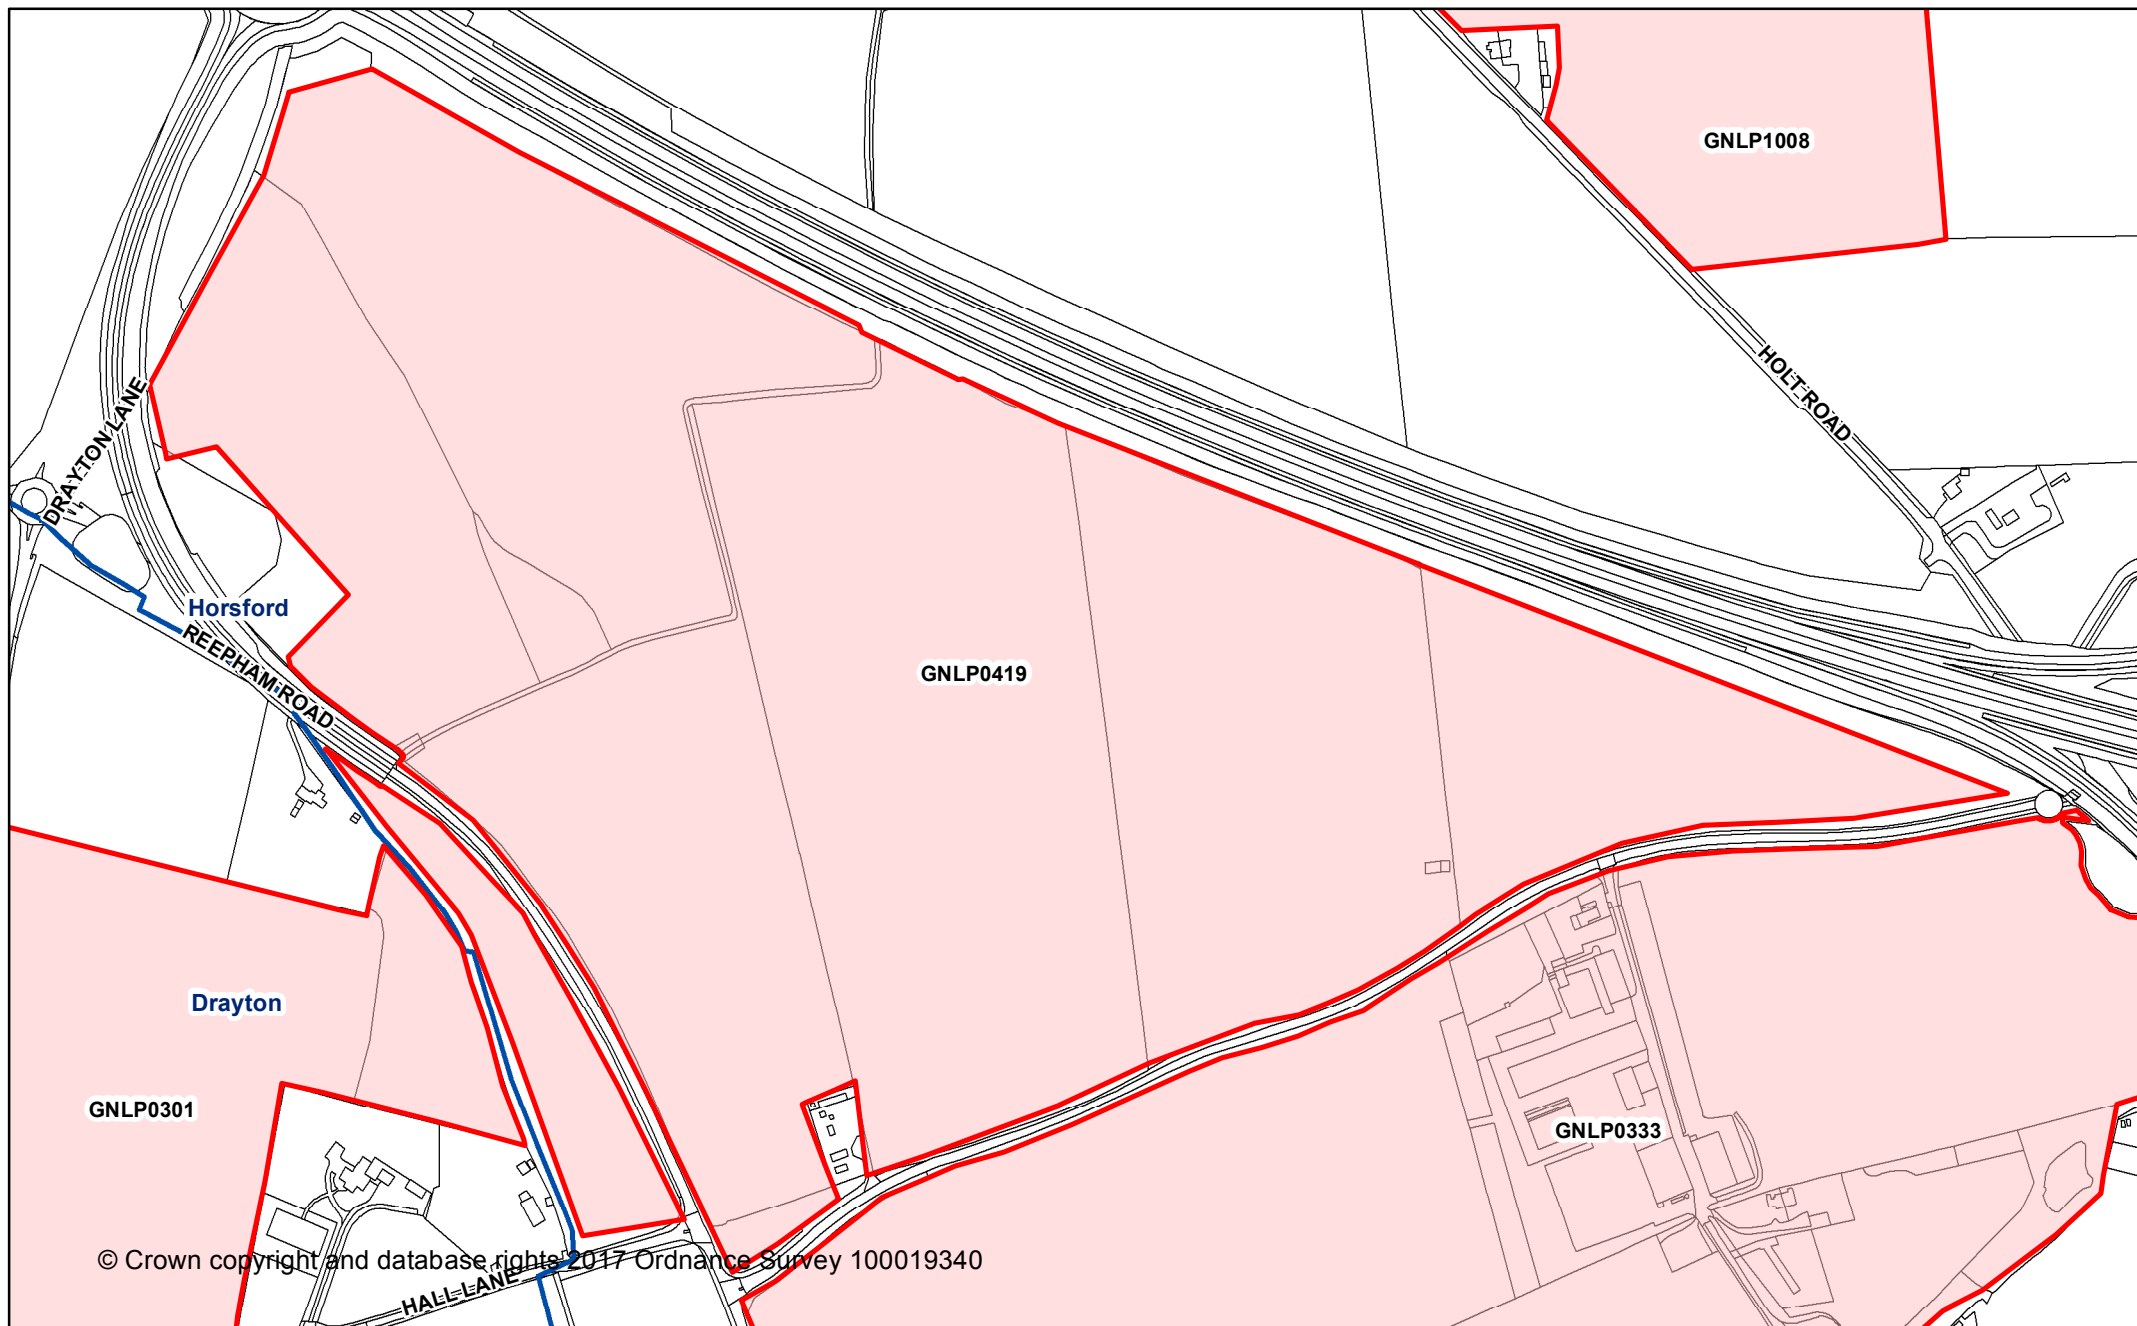 GNLP1008
HOLT ROAD
DRAYTON LANE
Horsford
REEPHAM ROAD
GNLP0419
Drayton
GNLP0301
GNLP0333
© Crown copyright and database rights 2017 Ordnance Survey 100019340
HALL LANE